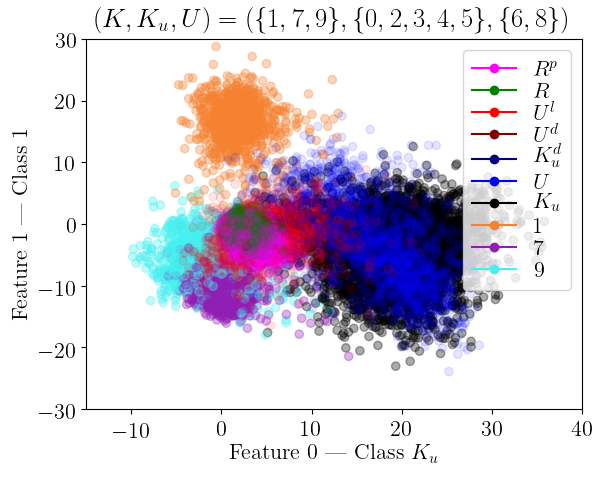 (K, K_u, U) = ({1, 7, 9}, {0, 2, 3, 4, 5}, {6, 8})
30
20
10
0
−10
−20
−30
Feature 1 — Class 1
R^p
R
U^l
U^d
K_u^d
U
K_u
1
7
9
−10 0 10 20 30 40
Feature 0 — Class K_u